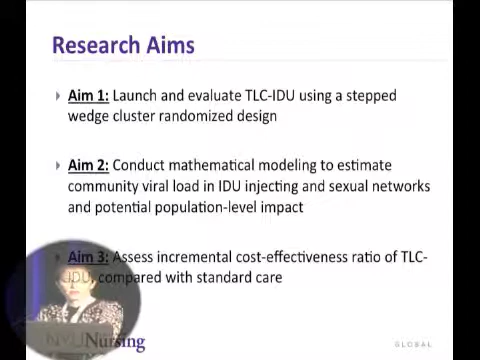 Research Aims
Aim 1: Launch and evaluate TLC-IDU using a stepped
wedge cluster randomized design
Aim 2: Conduct mathematical modeling to estimate
community viral load in IDU injecting and sexual networks
and potential population-level impact
Aim 3: Assess incremental cost-effectiveness ratio of TLC-
IDU, compared with standard care
NYU Nursing
GLOBAL